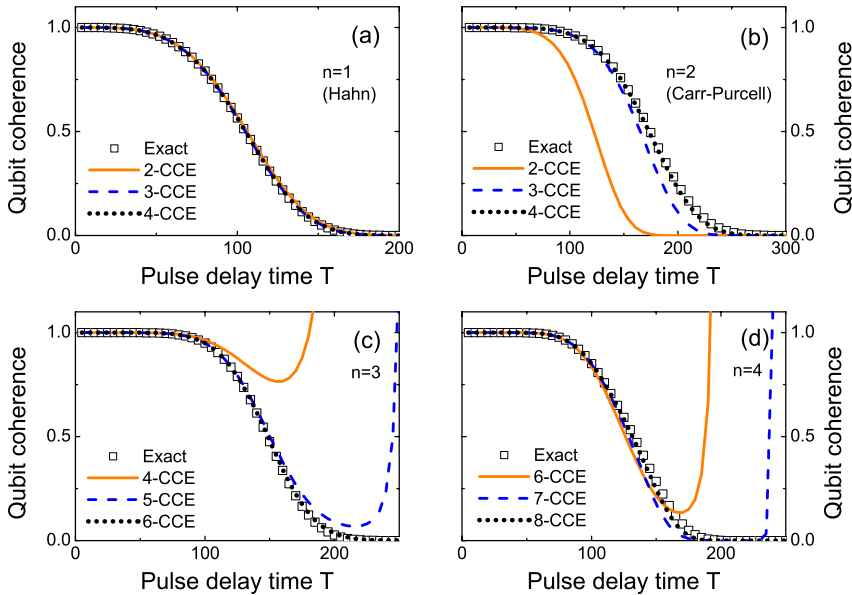 (a)
n=1
(Hahn)
Exact
2-CCE
3-CCE
4-CCE
Qubit coherence
1.0
0.5
0.0
0
100
200
Pulse delay time T
(b)
n=2
(Carr-Purcell)
Exact
2-CCE
3-CCE
4-CCE
1.0
0.5
0.0
0
100
200
300
Pulse delay time T
Qubit coherence
(c)
n=3
Exact
4-CCE
5-CCE
6-CCE
Qubit coherence
1.0
0.5
0.0
0
100
200
Pulse delay time T
(d)
n=4
Exact
6-CCE
7-CCE
8-CCE
1.0
0.5
0.0
0
100
200
Pulse delay time T
Qubit coherence